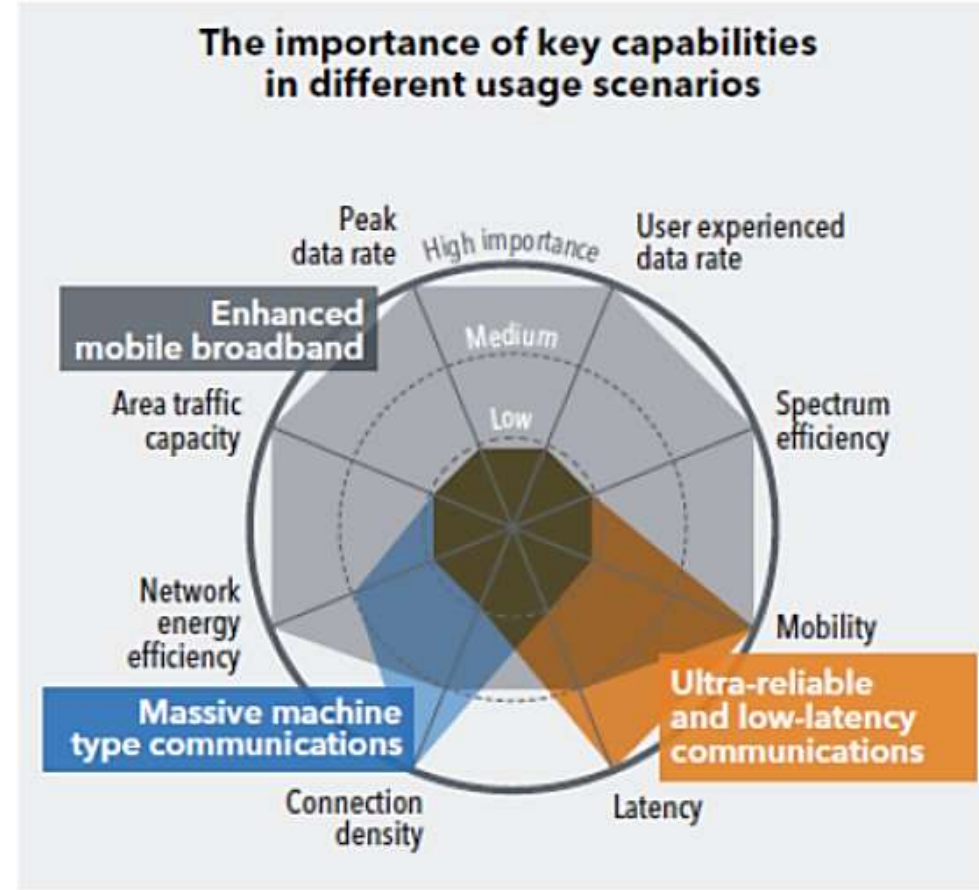 The importance of key capabilities
in different usage scenarios
Peak
data rate
High importance
User experienced
data rate
Enhanced
mobile broadband
Medium
Area traffic
capacity
Low
Spectrum
efficiency
Network
energy
efficiency
Mobility
Massive machine
type communications
Ultra-reliable
and low-latency
communications
Connection
density
Latency